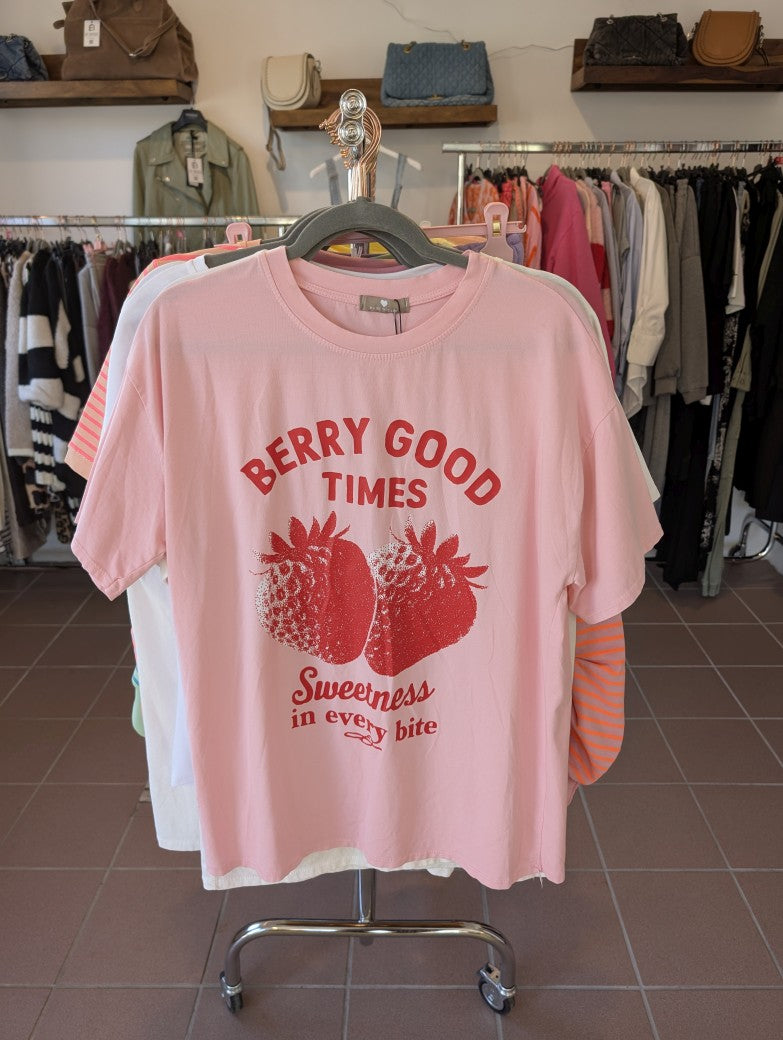 BERRY GOOD
TIMES
Sweetness
in every bite